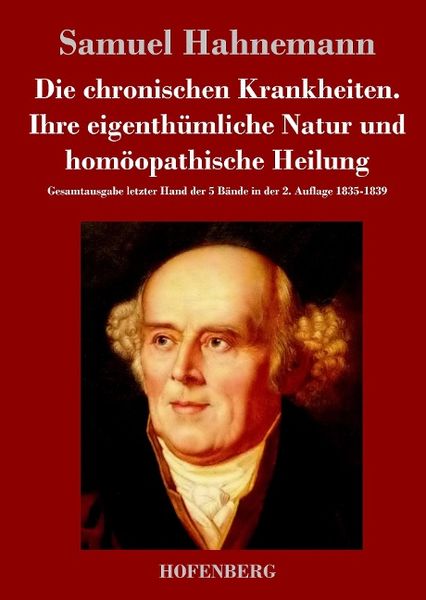 Samuel Hahnemann
Die chronischen Krankheiten.
Ihre eigenthümliche Natur und
homöopathische Heilung
Gesamtausgabe letzter Hand der 5 Bände in der 2. Auflage 1835-1839
HOFENBERG